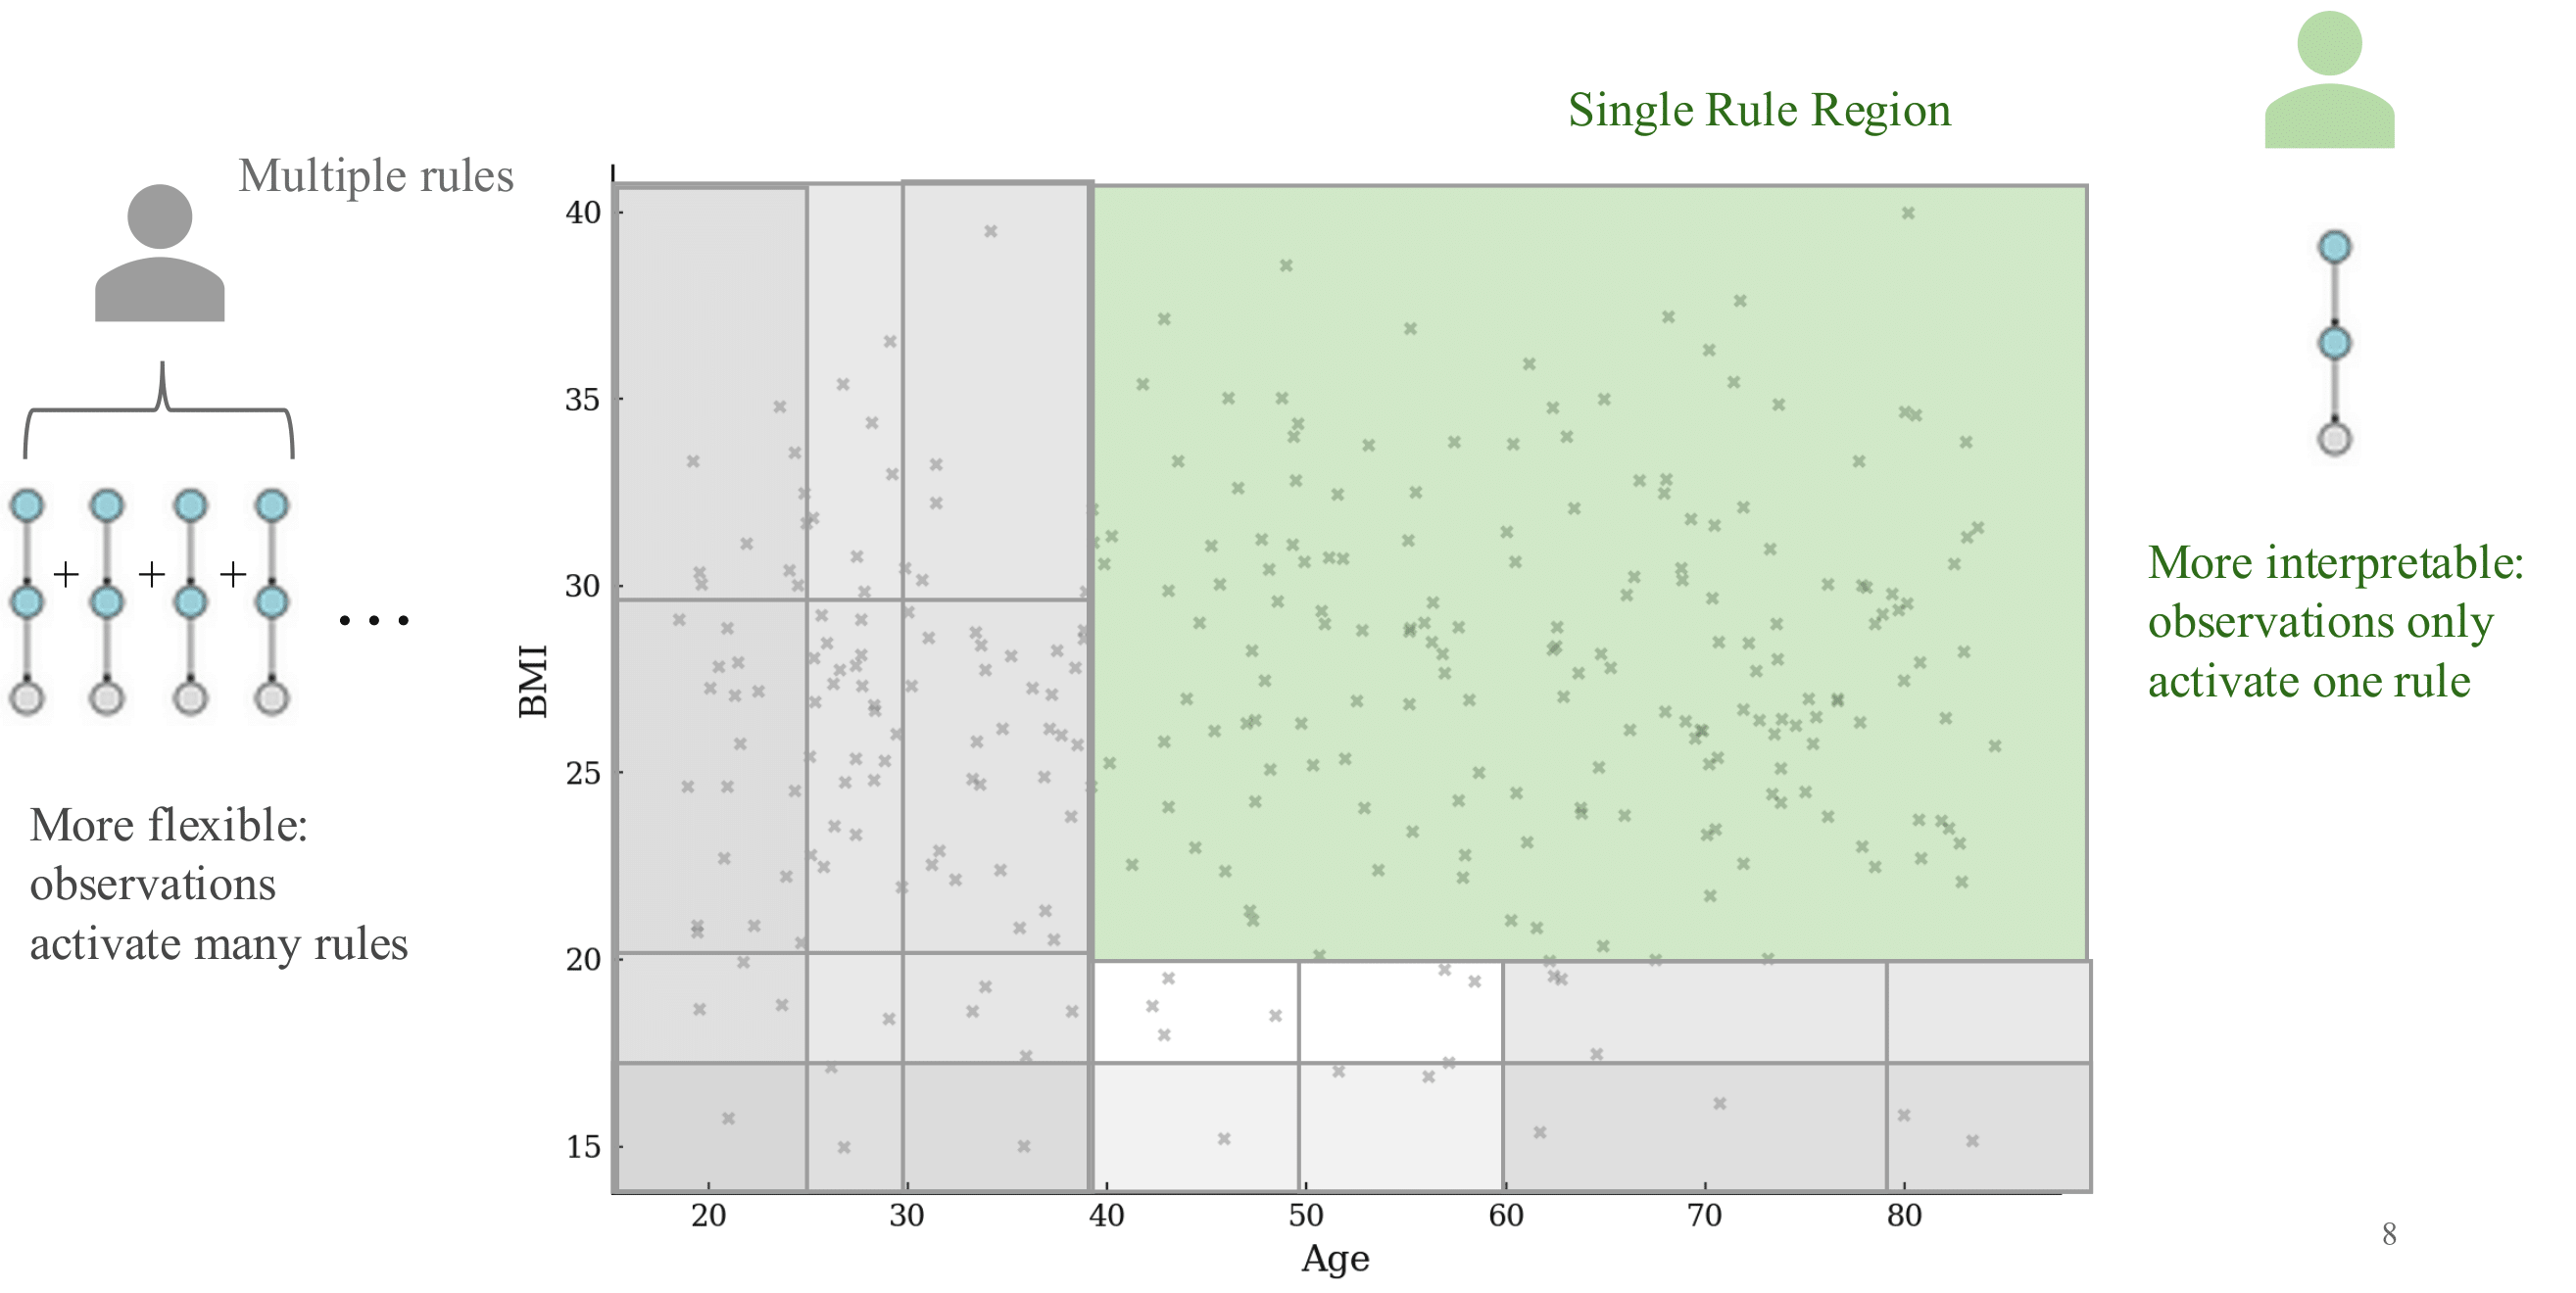 Single Rule Region
Multiple rules
+ + +
...
More flexible:
observations
activate many rules
BMI
40
35
30
25
20
15
20 30 40 50 60 70 80
Age
More interpretable:
observations only
activate one rule
8